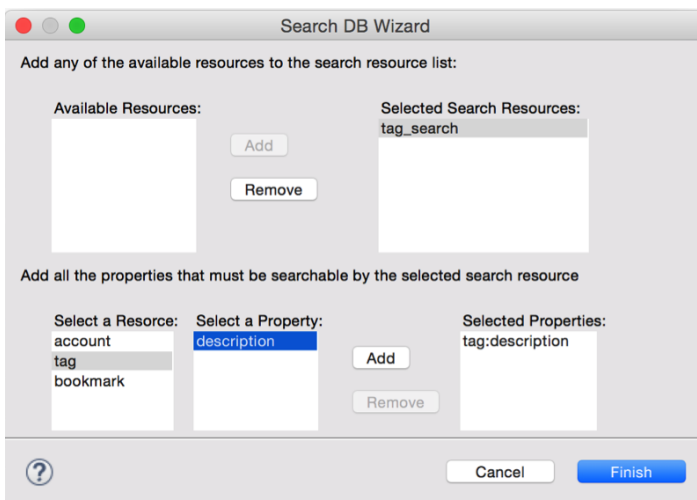 Search DB Wizard
Add any of the available resources to the search resource list:
Available Resources:
Selected Search Resources:
tag_search
Add
Remove
Add all the properties that must be searchable by the selected search resource
Select a Resorce:
Select a Property:
Selected Properties:
account
description
tag:description
tag
Add
bookmark
Remove
?
Cancel
Finish